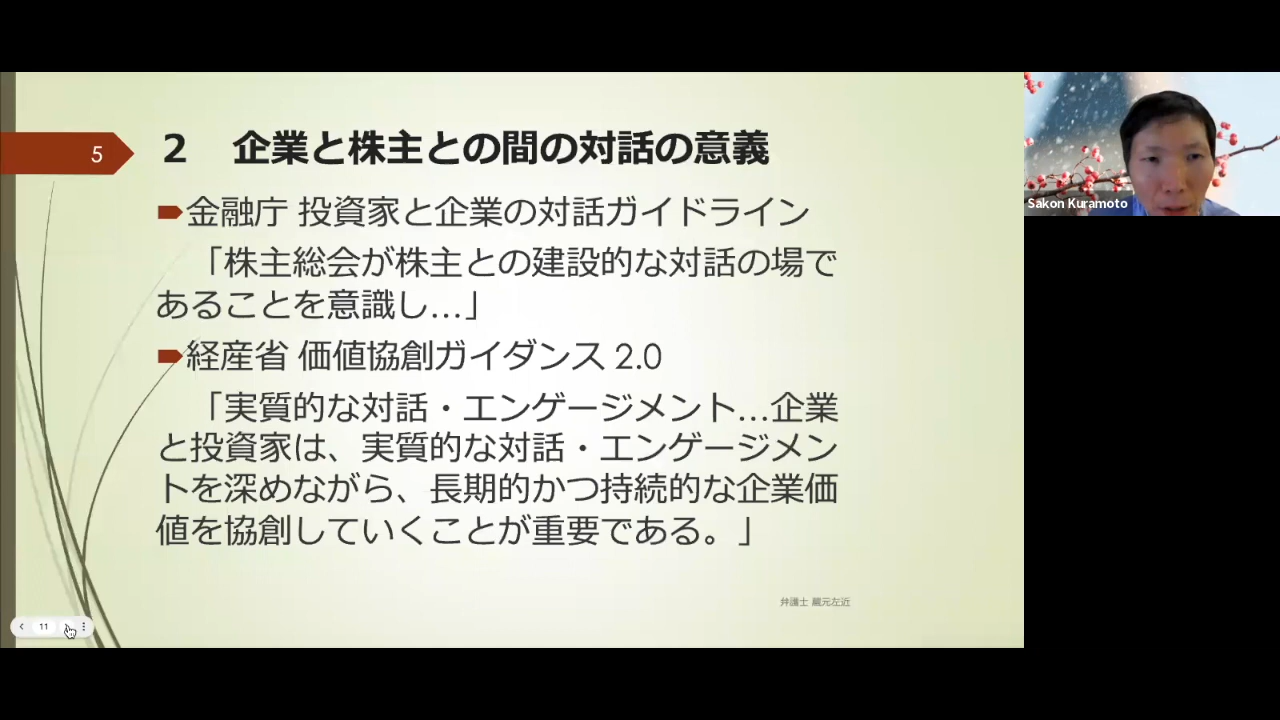 5
2 企業と株主との間の対話の意義
金融庁 投資家と企業の対話ガイドライン
「株主総会が株主との建設的な対話の場で
あることを意識し…」
経産省 価値協創ガイダンス 2.0
「実質的な対話・エンゲージメント…企業
と投資家は、実質的な対話・エンゲージメン
トを深めながら、長期的かつ持続的な企業価
値を協創していくことが重要である。」
弁護士 蔵元左近
11
Sakon Kuramoto